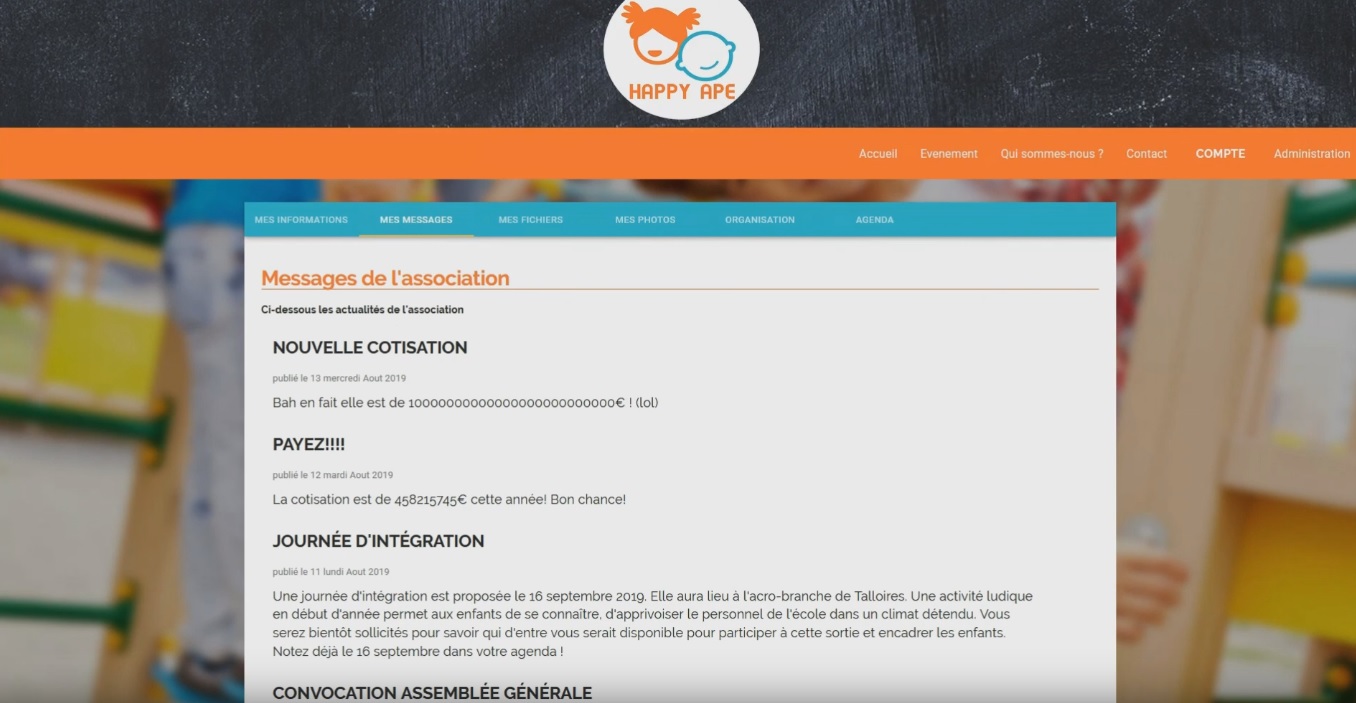 HAPPY APE
Accueil Evenement Qui sommes-nous ? Contact COMPTE Administration
MES INFORMATIONS MES MESSAGES MES FICHIERS MES PHOTOS ORGANISATION AGENDA
Messages de l'association
Ci-dessous les actualités de l'association
NOUVELLE COTISATION
publié le 13 mercredi Aout 2019
Bah en fait elle est de 10000000000000000000000000€ ! (lol)
PAYEZ!!!!
publié le 12 mardi Aout 2019
La cotisation est de 458215745€ cette année! Bon chance!
JOURNÉE D'INTÉGRATION
publié le 11 lundi Aout 2019
Une journée d'intégration est proposée le 16 septembre 2019. Elle aura lieu à l'acro-branche de Talloires. Une activité ludique
en début d'année permet aux enfants de se connaître, d'apprivoiser le personnel de l'école dans un climat détendu. Vous
serez bientôt sollicités pour savoir qui d'entre vous serait disponible pour participer à cette sortie et encadrer les enfants.
Notez déjà le 16 septembre dans votre agenda !
CONVOCATION ASSEMBLÉE GÉNÉRALE